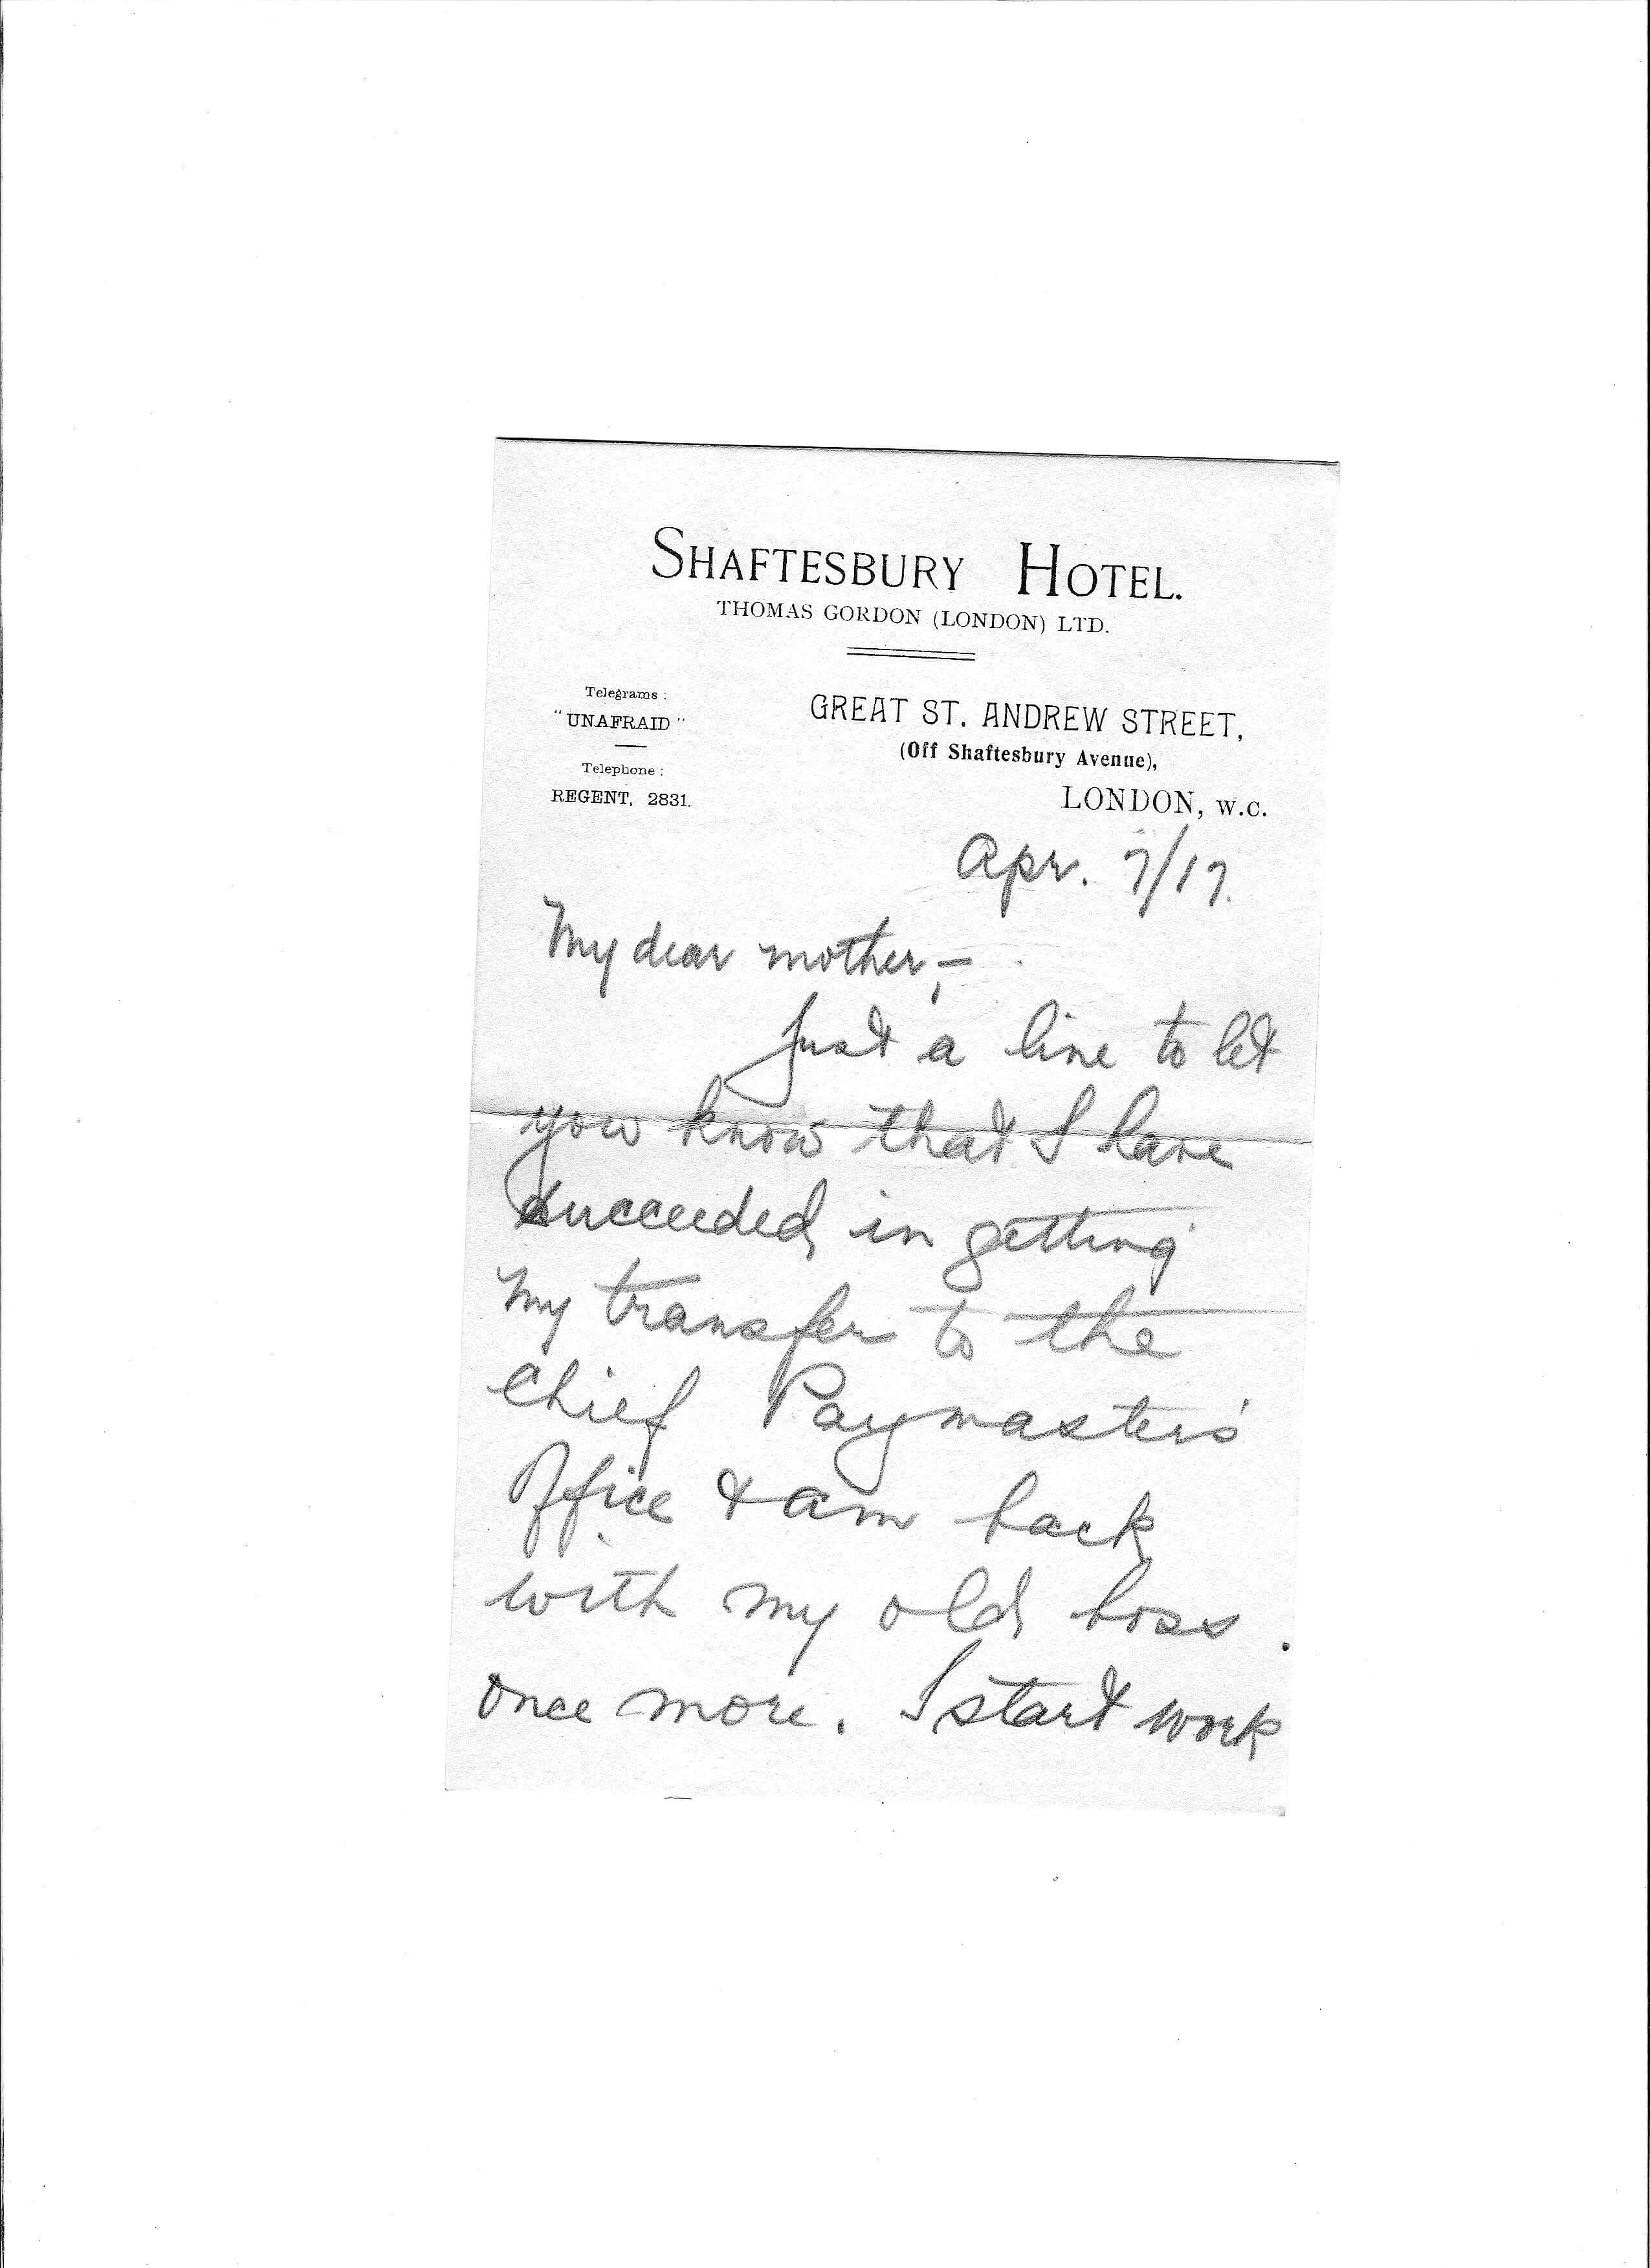 SHAFTESBURY HOTEL.
THOMAS GORDON (LONDON) LTD.
Telegrams:
"UNAFRAID"
Telephone:
REGENT, 2831.
GREAT ST. ANDREW STREET,
(Off Shaftesbury Avenue),
LONDON, W.C.
Apr. 7/17.
My dear mother,-
Just a line to let
you know that I have
succeeded in getting
my transfer to the
Chief Paymaster's
Office & am back
with my old boss
once more. I start work